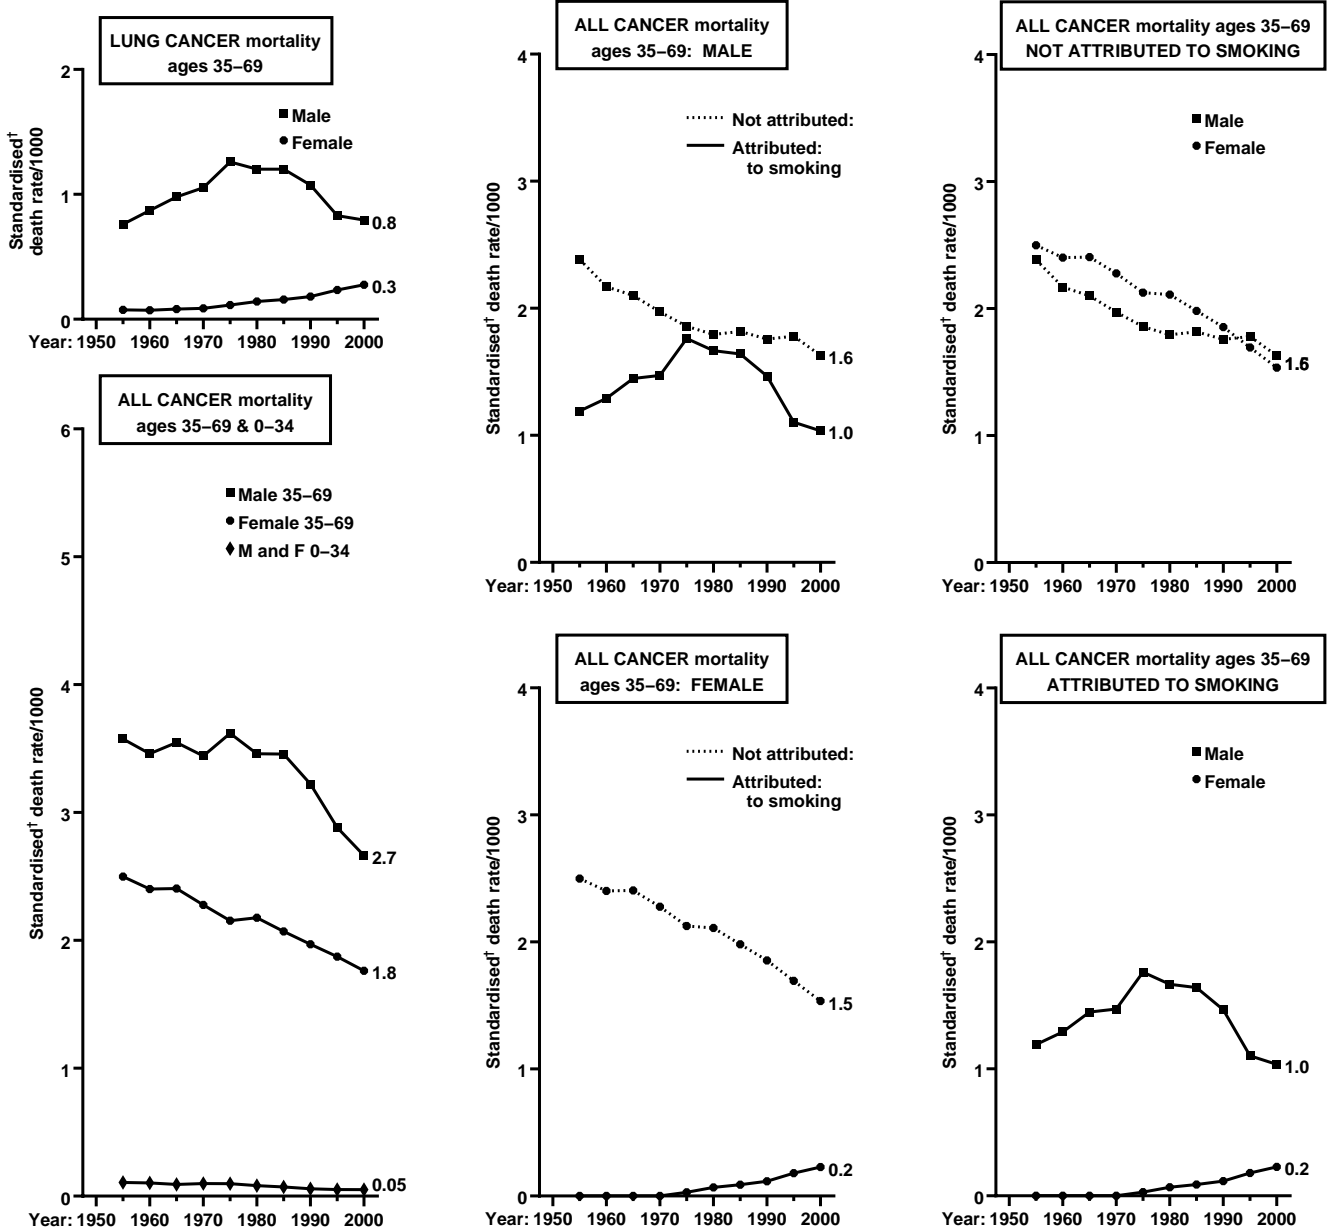 LUNG CANCER mortality
ages 35–69
2
1
0
Standardised†
death rate/1000
Male
Female
0.8
0.3
Year: 1950 1960 1970 1980 1990 2000
ALL CANCER mortality
ages 35–69 & 0–34
6
5
4
3
2
1
0
Standardised† death rate/1000
Male 35–69
Female 35–69
M and F 0–34
2.7
1.8
0.05
Year: 1950 1960 1970 1980 1990 2000
ALL CANCER mortality
ages 35–69: MALE
4
3
2
1
0
Standardised† death rate/1000
Not attributed:
Attributed:
to smoking
1.6
1.0
Year: 1950 1960 1970 1980 1990 2000
ALL CANCER mortality
ages 35–69: FEMALE
4
3
2
1
0
Standardised† death rate/1000
Not attributed:
Attributed:
to smoking
1.5
0.2
Year: 1950 1960 1970 1980 1990 2000
ALL CANCER mortality ages 35–69
NOT ATTRIBUTED TO SMOKING
4
3
2
1
0
Standardised† death rate/1000
Male
Female
Year: 1950 1960 1970 1980 1990 2000
ALL CANCER mortality ages 35–69
ATTRIBUTED TO SMOKING
4
3
2
1
0
Standardised† death rate/1000
Male
Female
1.0
0.2
Year: 1950 1960 1970 1980 1990 2000